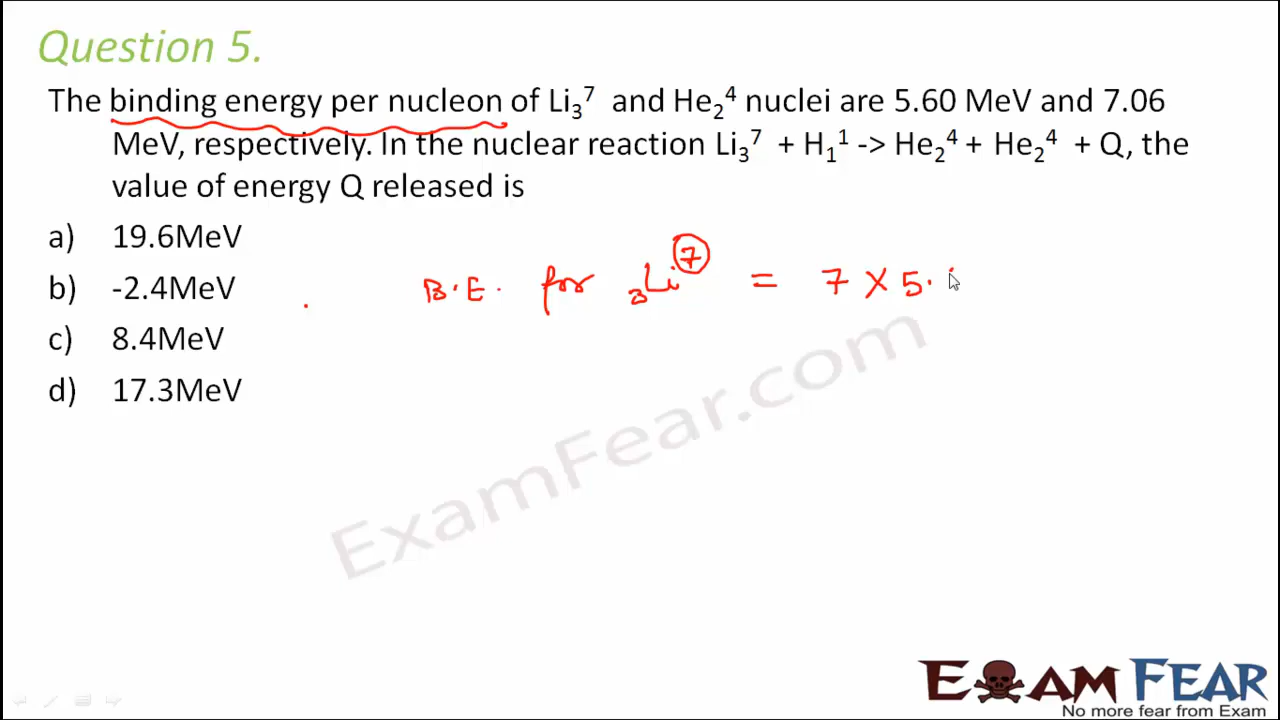 Question 5.
The binding energy per nucleon of Li₃⁷ and He₂⁴ nuclei are 5.60 MeV and 7.06
MeV, respectively. In the nuclear reaction Li₃⁷ + H₁¹ -> He₂⁴ + He₂⁴ + Q, the
value of energy Q released is
a) 19.6MeV
b) -2.4MeV
c) 8.4MeV
d) 17.3MeV
B.E. for ₃Li⁷ = 7 X 5.
ExamFear.com
EXAM FEAR
No more fear from Exam